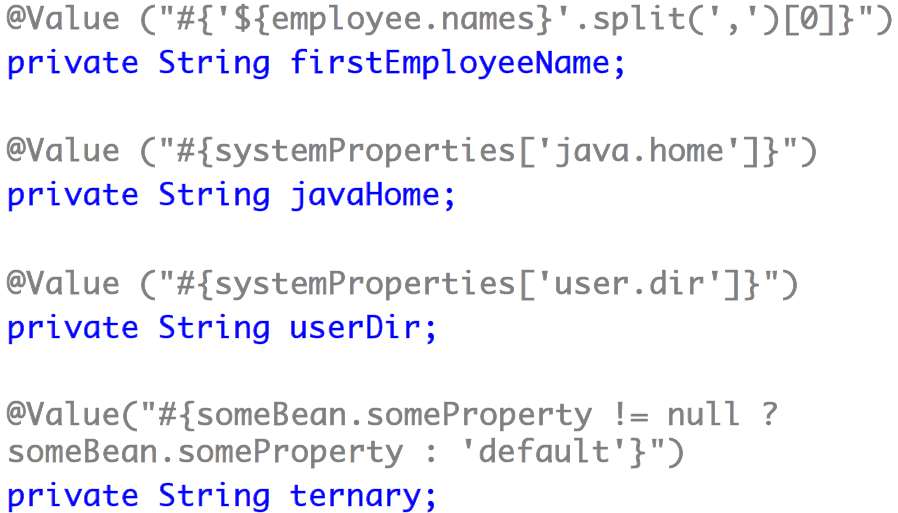 @Value ("#{'${employee.names}'.split(',')[0]}")
private String firstEmployeeName;
@Value ("#{systemProperties['java.home']}")
private String javaHome;
@Value ("#{systemProperties['user.dir']}")
private String userDir;
@Value("#{someBean.someProperty != null ?
someBean.someProperty : 'default'}")
private String ternary;